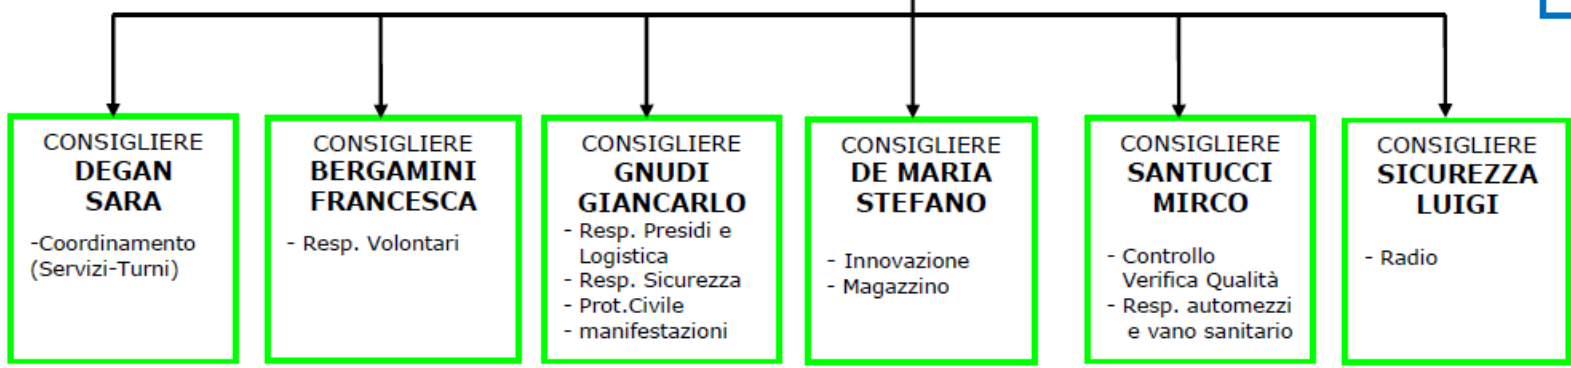 CONSIGLIERE
DEGAN
SARA
-Coordinamento
(Servizi-Turni)
CONSIGLIERE
BERGAMINI
FRANCESCA
- Resp. Volontari
CONSIGLIERE
GNUDI
GIANCARLO
- Resp. Presidi e
Logistica
- Resp. Sicurezza
- Prot.Civile
- manifestazioni
CONSIGLIERE
DE MARIA
STEFANO
- Innovazione
- Magazzino
CONSIGLIERE
SANTUCCI
MIRCO
- Controllo
Verifica Qualità
- Resp. automezzi
e vano sanitario
CONSIGLIERE
SICUREZZA
LUIGI
- Radio